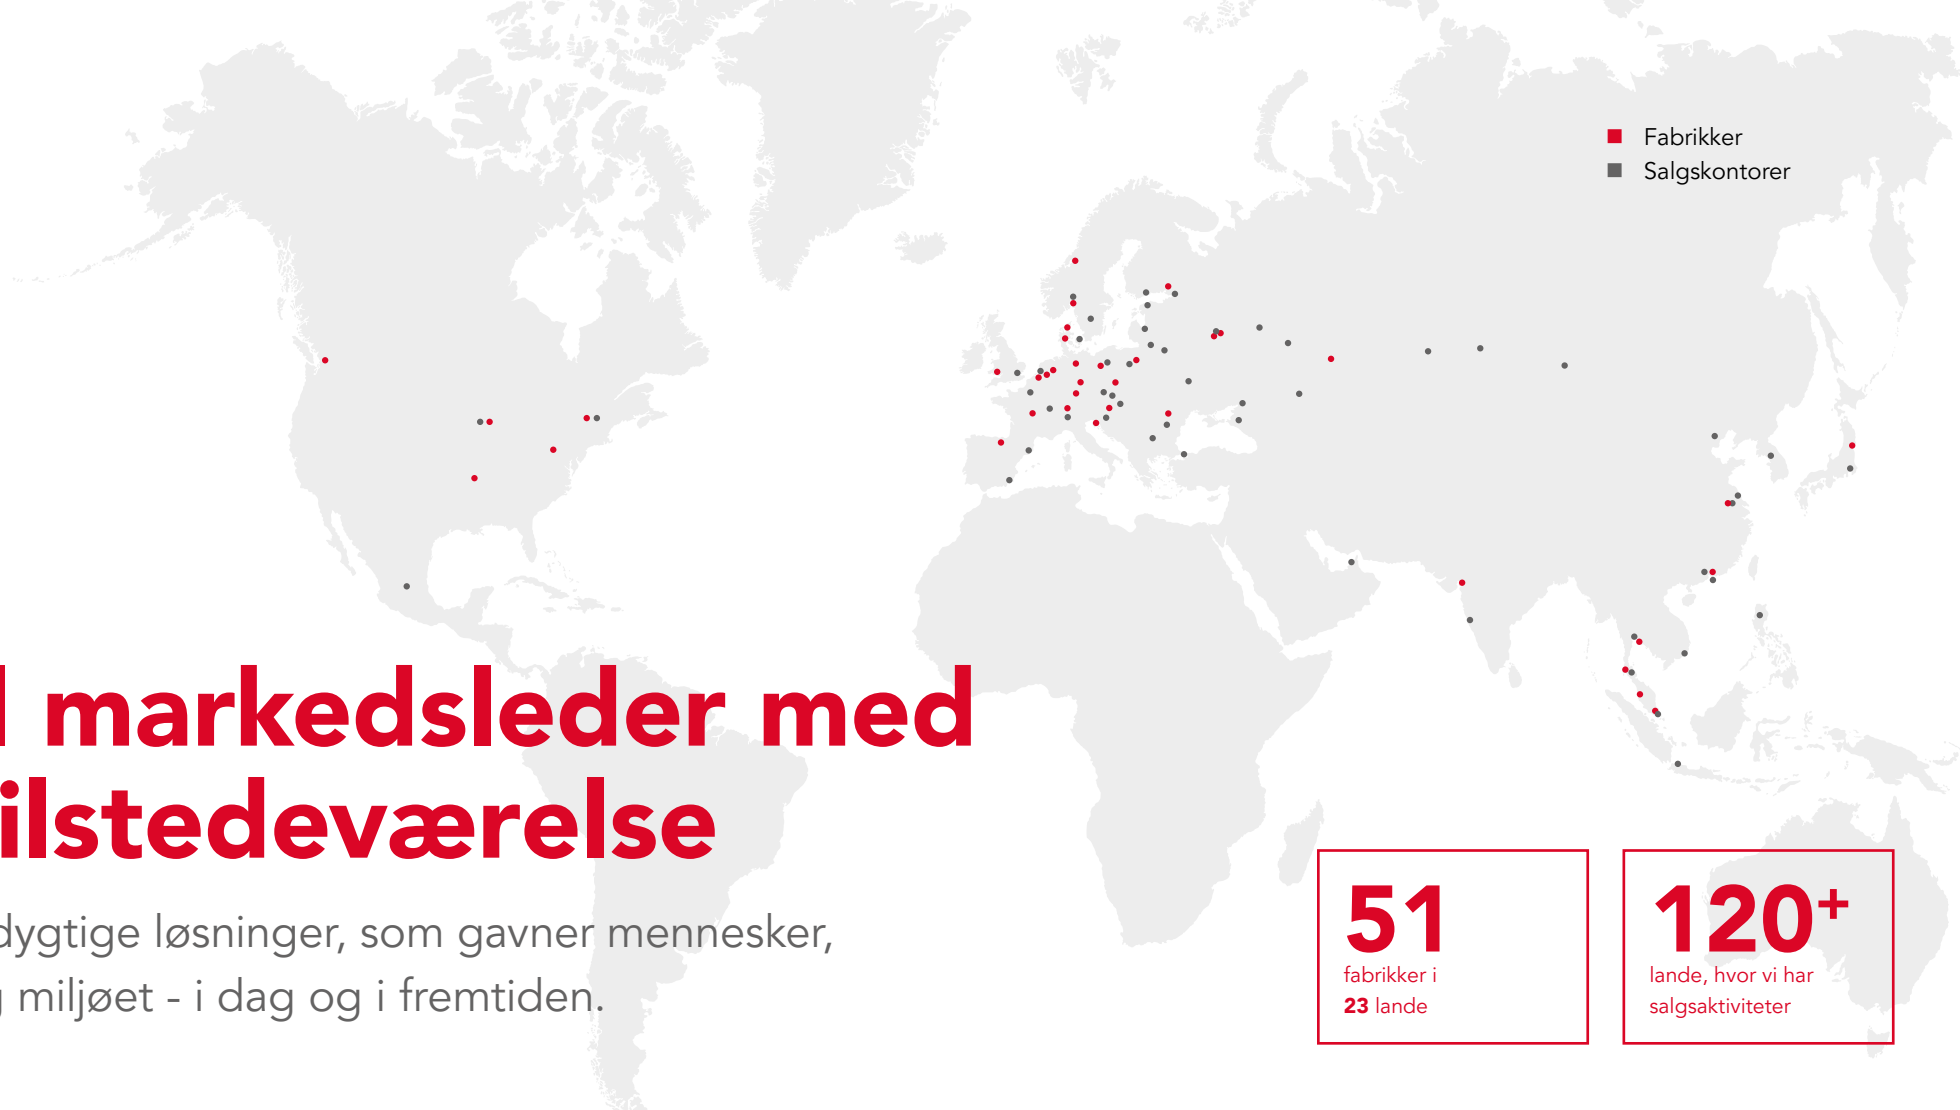 Fabrikker
Salgskontorer
markedsleder med
ilstedeværelse
dygtige løsninger, som gavner mennesker,
miljøet - i dag og i fremtiden.
51
fabrikker i
23 lande
120+
lande, hvor vi har
salgsaktiviteter